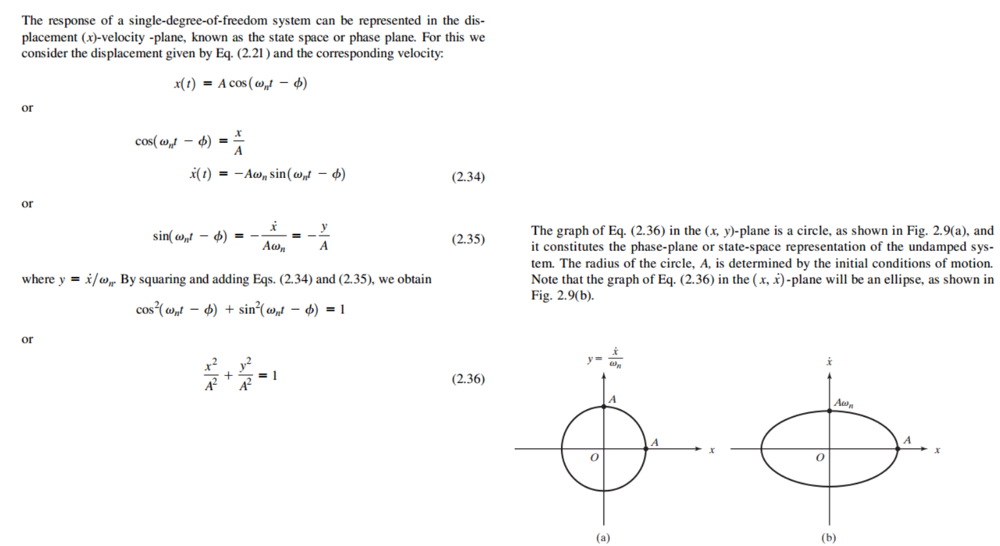 The response of a single-degree-of-freedom system can be represented in the dis-
placement (x)-velocity -plane, known as the state space or phase plane. For this we
consider the displacement given by Eq. (2.21 ) and the corresponding velocity:
x(t) = A cos(ωₙt − ϕ)
or
cos(ωₙt − ϕ) = x/A
ẋ(t) = −Aωₙ sin(ωₙt − ϕ) (2.34)
or
sin(ωₙt − ϕ) = −ẋ/Aωₙ = −y/A (2.35)
where y = ẋ/ωₙ. By squaring and adding Eqs. (2.34) and (2.35), we obtain
cos²(ωₙt − ϕ) + sin²(ωₙt − ϕ) = 1
or
x²/A² + y²/A² = 1 (2.36)
The graph of Eq. (2.36) in the (x, y)-plane is a circle, as shown in Fig. 2.9(a), and
it constitutes the phase-plane or state-space representation of the undamped sys-
tem. The radius of the circle, A, is determined by the initial conditions of motion.
Note that the graph of Eq. (2.36) in the (x, ẋ)-plane will be an ellipse, as shown in
Fig. 2.9(b).
y = ẋ/ωₙ
A
A
O
x
(a)
ẋ
Aωₙ
A
O
x
(b)